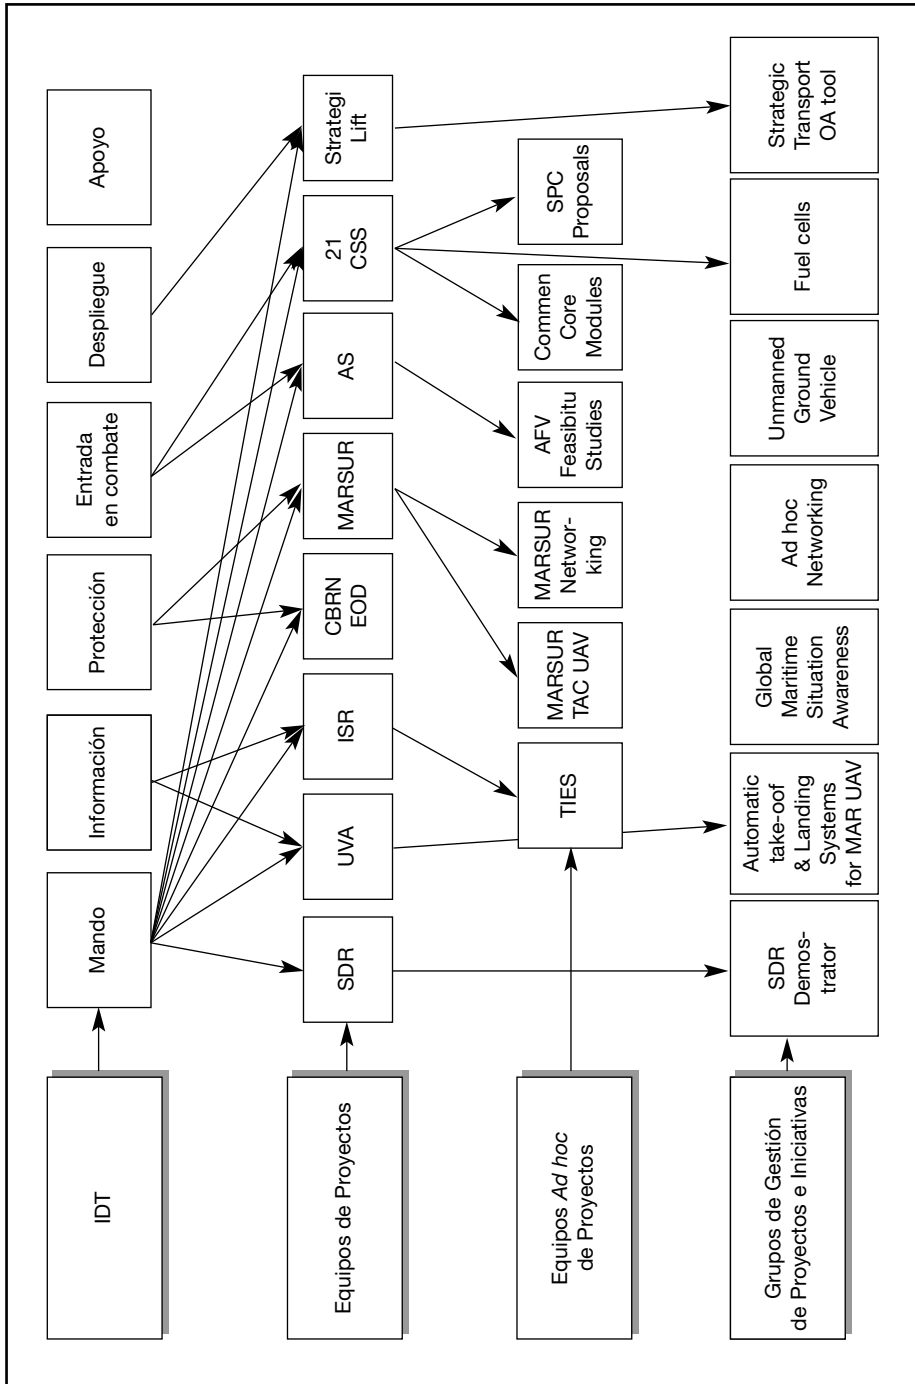 IDT
Mando
Información
Protección
Entrada
en combate
Despliegue
Apoyo
Equipos de Proyectos
SDR
UVA
ISR
CBRN
EOD
MARSUR
AS
21
CSS
Strategi
Lift
Equipos Ad hoc
de Proyectos
TIES
MARSUR
TAC UAV
MARSUR
Networ-
king
AFV
Feasibitu
Studies
Commen
Core
Modules
SPC
Proposals
Grupos de Gestión
de Proyectos e Iniciativas
SDR
Demos-
trator
Automatic
take-oof
& Landing
Systems
for MAR UAV
Global
Maritime
Situation
Awareness
Ad hoc
Networking
Unmanned
Ground
Vehicle
Fuel cells
Strategic
Transport
OA tool